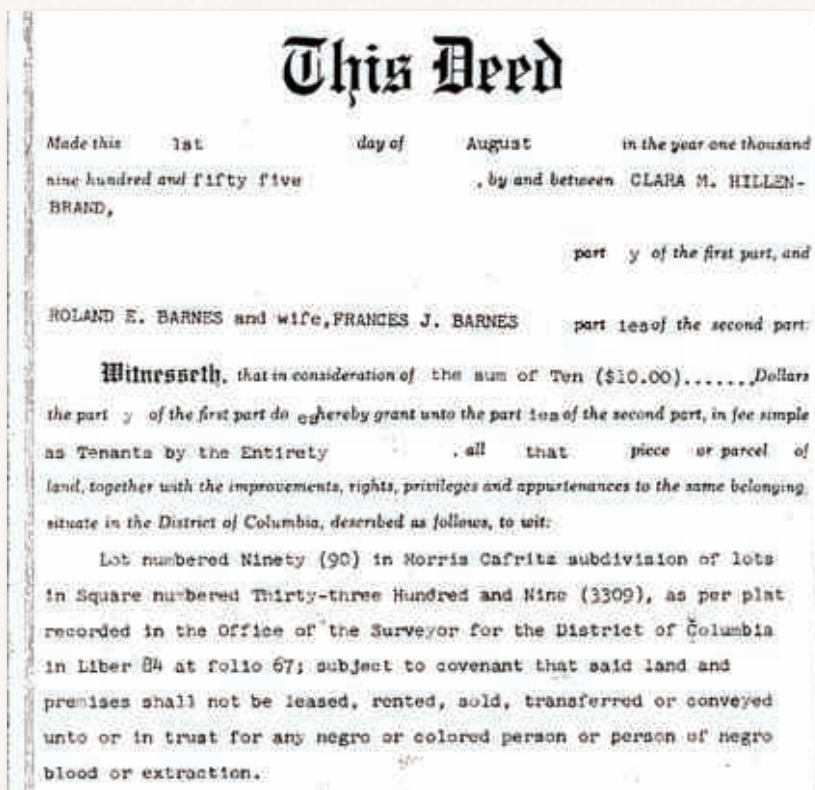 This Deed
Made this 1st day of August in the year one thousand
nine hundred and fifty five , by and between CLARA M. HILLEN-
BRAND,
part y of the first part, and
ROLAND E. BARNES and wife, FRANCES J. BARNES part ies of the second part:
Witnesseth, that in consideration of the sum of Ten ($10.00).......Dollars
the part y of the first part do es hereby grant unto the part ies of the second part, in fee simple
as Tenants by the Entirety , all that piece or parcel of
land, together with the improvements, rights, privileges and appurtenances to the same belonging,
situate in the District of Columbia, described as follows, to wit:
Lot numbered Ninety (90) in Morris Cafritz subdivision of lots
in Square numbered Thirty-three Hundred and Nine (3309), as per plat
recorded in the Office of the Surveyor for the District of Columbia
in Liber 84 at folio 67; subject to covenant that said land and
premises shall not be leased, rented, sold, transferred or conveyed
unto or in trust for any negro or colored person or person of negro
blood or extraction.